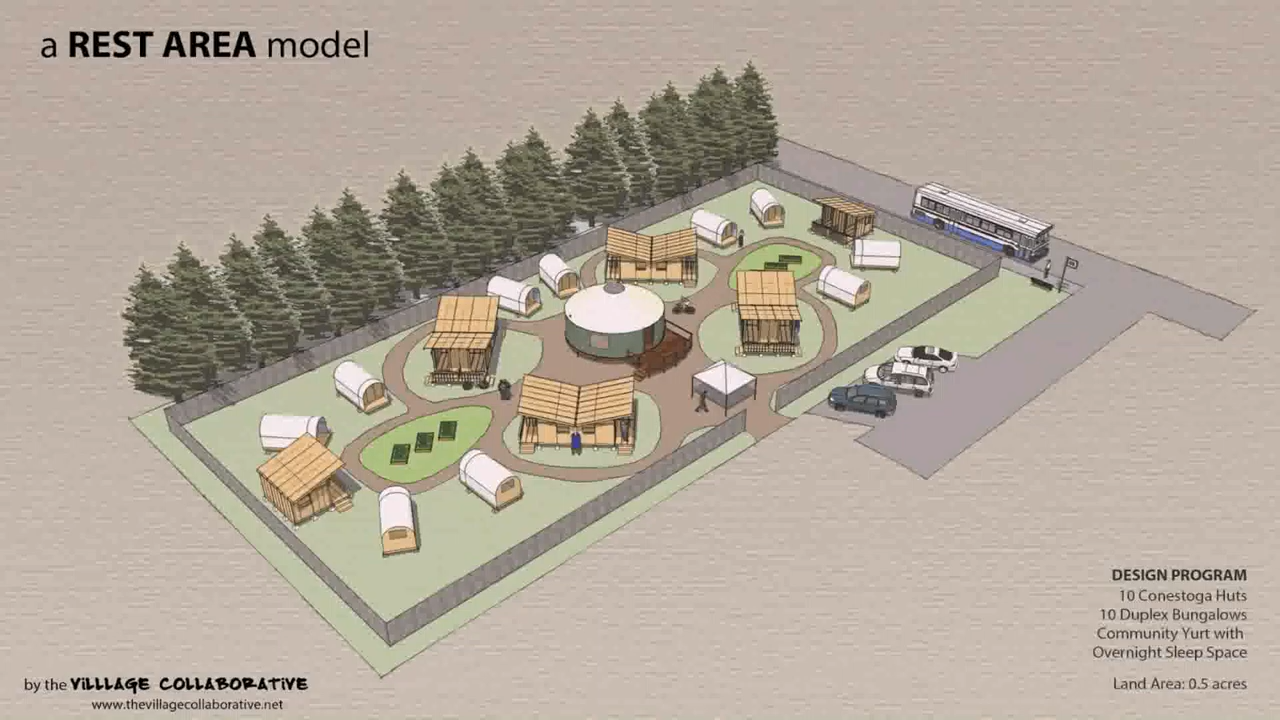 a REST AREA model
DESIGN PROGRAM
10 Conestoga Huts
10 Duplex Bungalows
Community Yurt with
Overnight Sleep Space
Land Area: 0.5 acres
by the VILLLAGE COLLABORATIVE
www.thevillagecollaborative.net